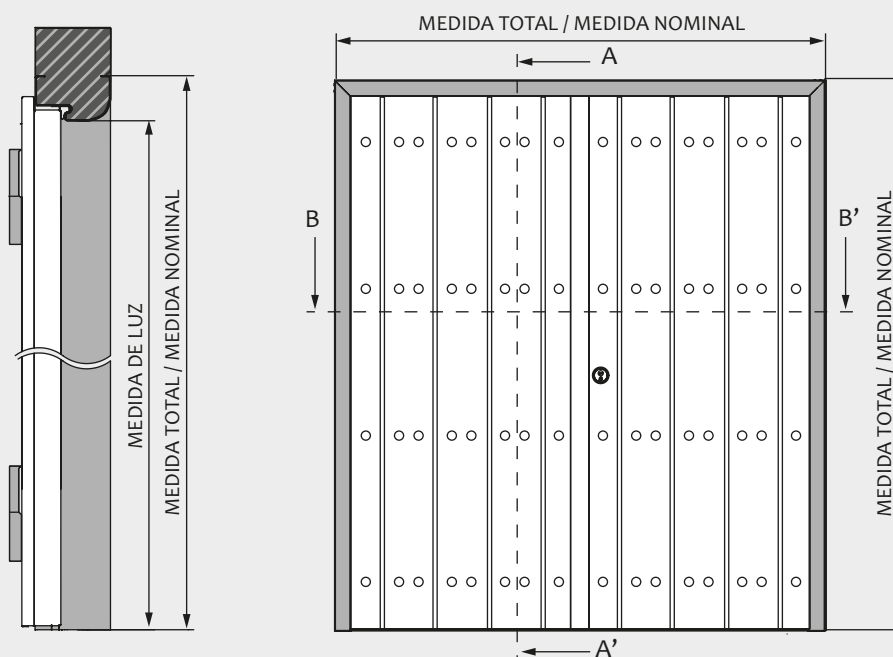 MEDIDA TOTAL / MEDIDA NOMINAL
A
B
B’
MEDIDA DE LUZ
MEDIDA TOTAL / MEDIDA NOMINAL
MEDIDA TOTAL / MEDIDA NOMINAL
A’